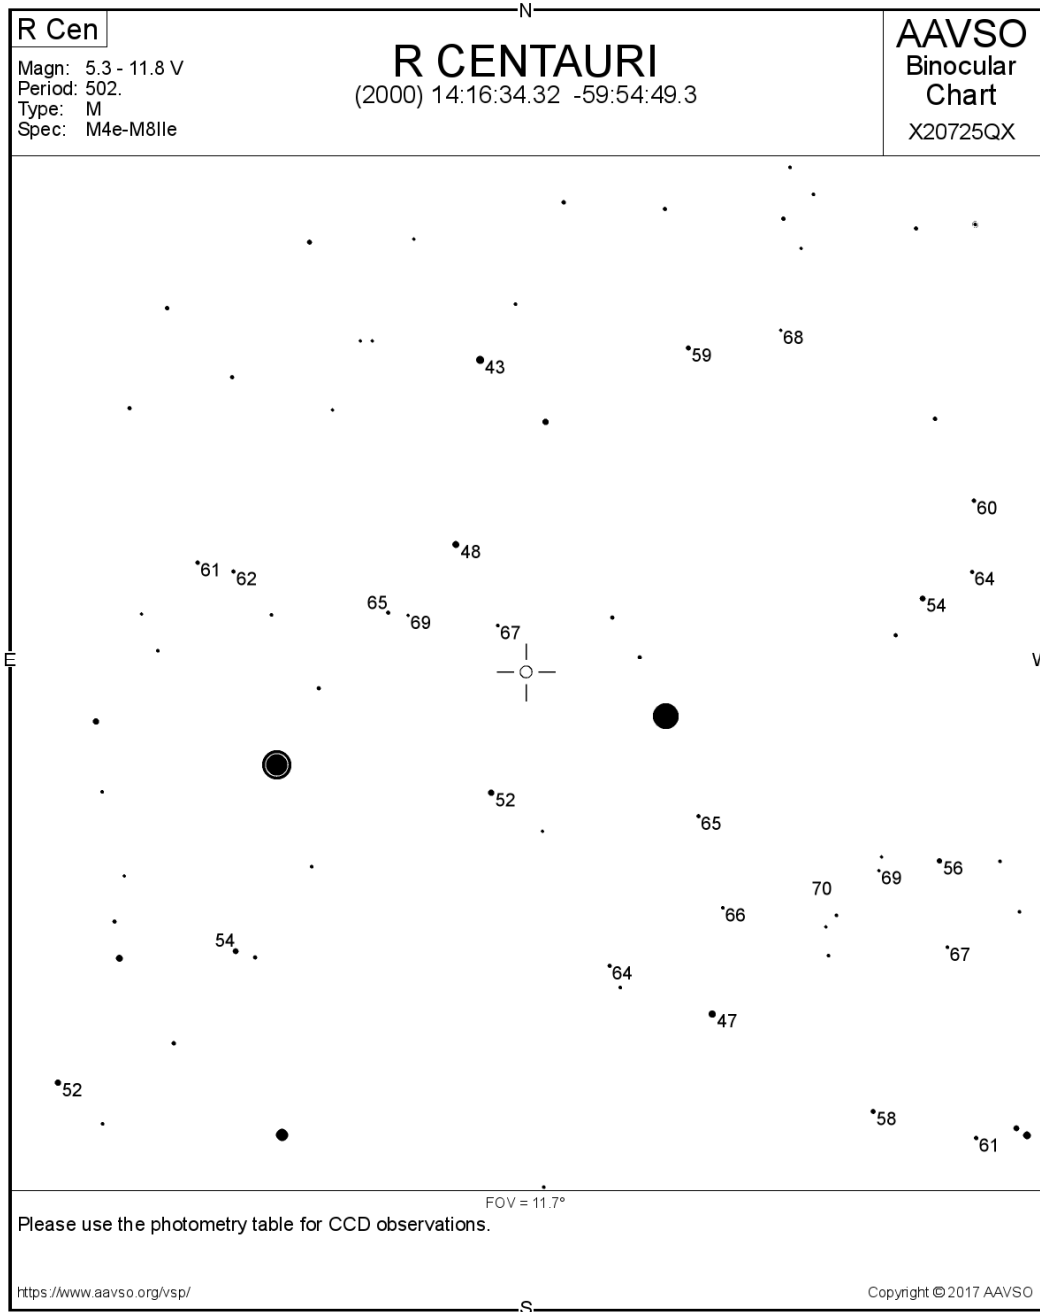 N
R Cen
Magn: 5.3 - 11.8 V
Period: 502.
Type: M
Spec: M4e-M8IIe
R CENTAURI
(2000) 14:16:34.32 -59:54:49.3
AAVSO
Binocular
Chart
X20725QX
68
59
43
60
48
61
62
64
65
54
69
67
E
52
65
56
69
70
66
54
67
64
47
52
58
61
FOV = 11.7°
Please use the photometry table for CCD observations.
https://www.aavso.org/vsp/
Copyright © 2017 AAVSO
S